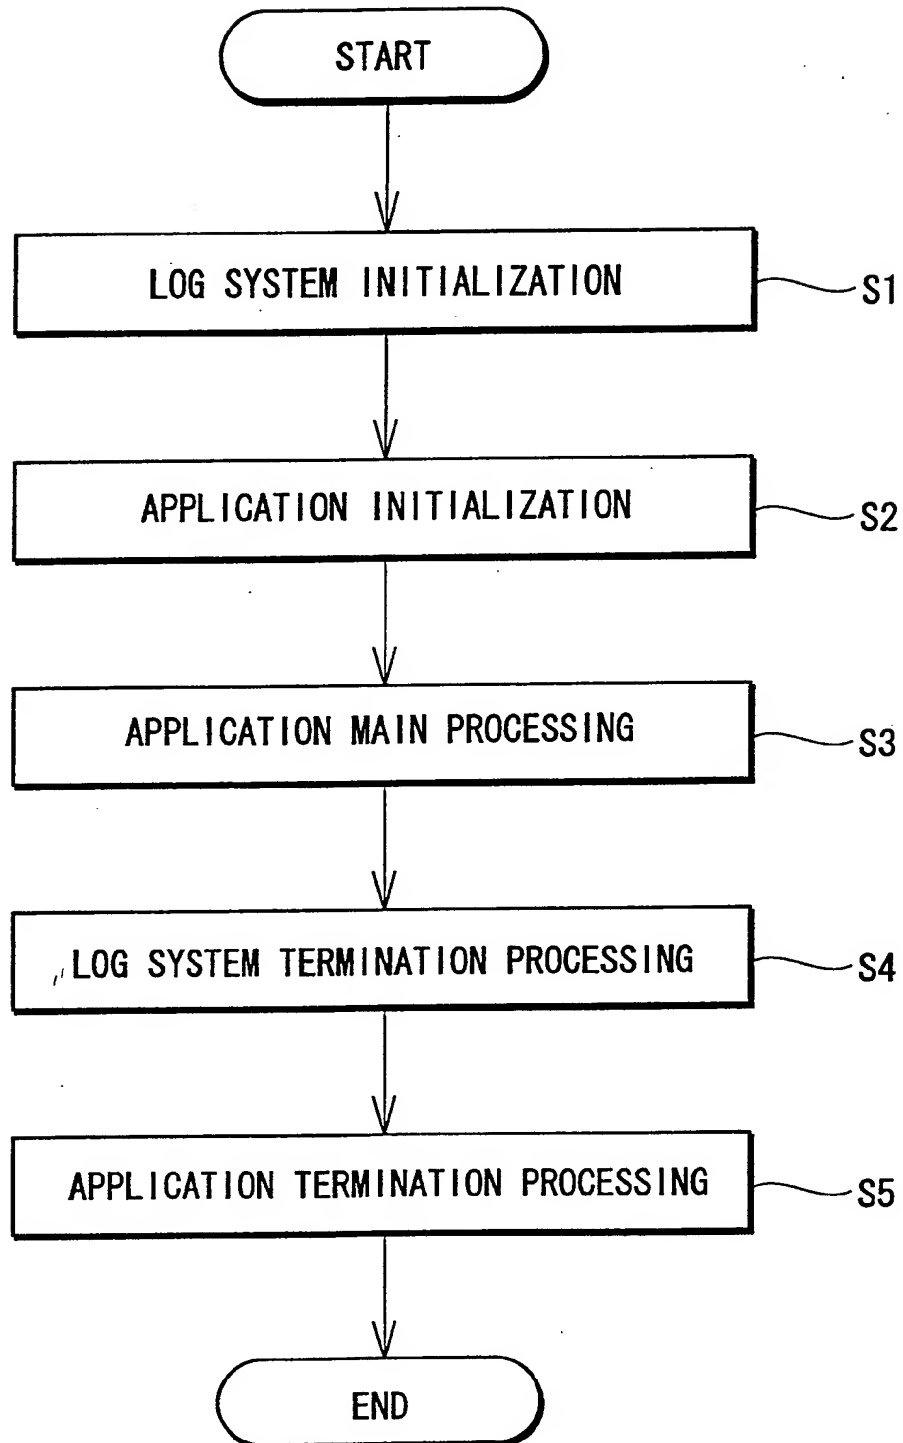 START
LOG SYSTEM INITIALIZATION
S1
APPLICATION INITIALIZATION
S2
APPLICATION MAIN PROCESSING
S3
LOG SYSTEM TERMINATION PROCESSING
S4
APPLICATION TERMINATION PROCESSING
S5
END